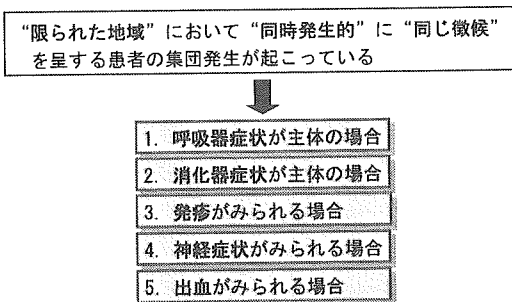 “限られた地域”において“同時発生的”に“同じ徴候”
を呈する患者の集団発生が起こっている
1. 呼吸器症状が主体の場合
2. 消化器症状が主体の場合
3. 発疹がみられる場合
4. 神経症状がみられる場合
5. 出血がみられる場合